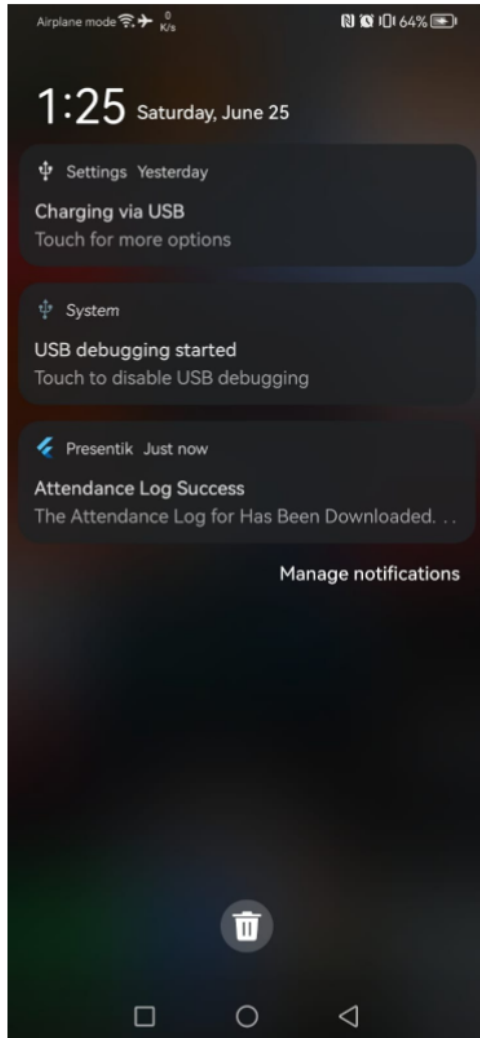 Airplane mode 0 K/s 64%
1:25 Saturday, June 25
Settings Yesterday
Charging via USB
Touch for more options
System
USB debugging started
Touch to disable USB debugging
Presentik Just now
Attendance Log Success
The Attendance Log for Has Been Downloaded. . .
Manage notifications